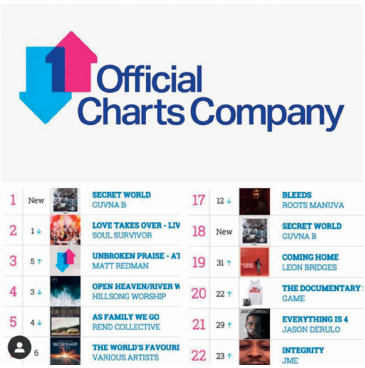 Official
Charts Company
1 New SECRET WORLD
GUVNA B
2 1 LOVE TAKES OVER - LIV
SOUL SURVIVOR
3 5 UNBROKEN PRAISE - AT
MATT REDMAN
4 3 OPEN HEAVEN/RIVER W
HILLSONG WORSHIP
5 4 AS FAMILY WE GO
REND COLLECTIVE
6 THE WORLD'S FAVOURI
VARIOUS ARTISTS
17 12 BLEEDS
ROOTS MANUVA
18 New SECRET WORLD
GUVNA B
19 31 COMING HOME
LEON BRIDGES
20 22 THE DOCUMENTARY
GAME
21 29 EVERYTHING IS 4
JASON DERULO
22 23 INTEGRITY
JME